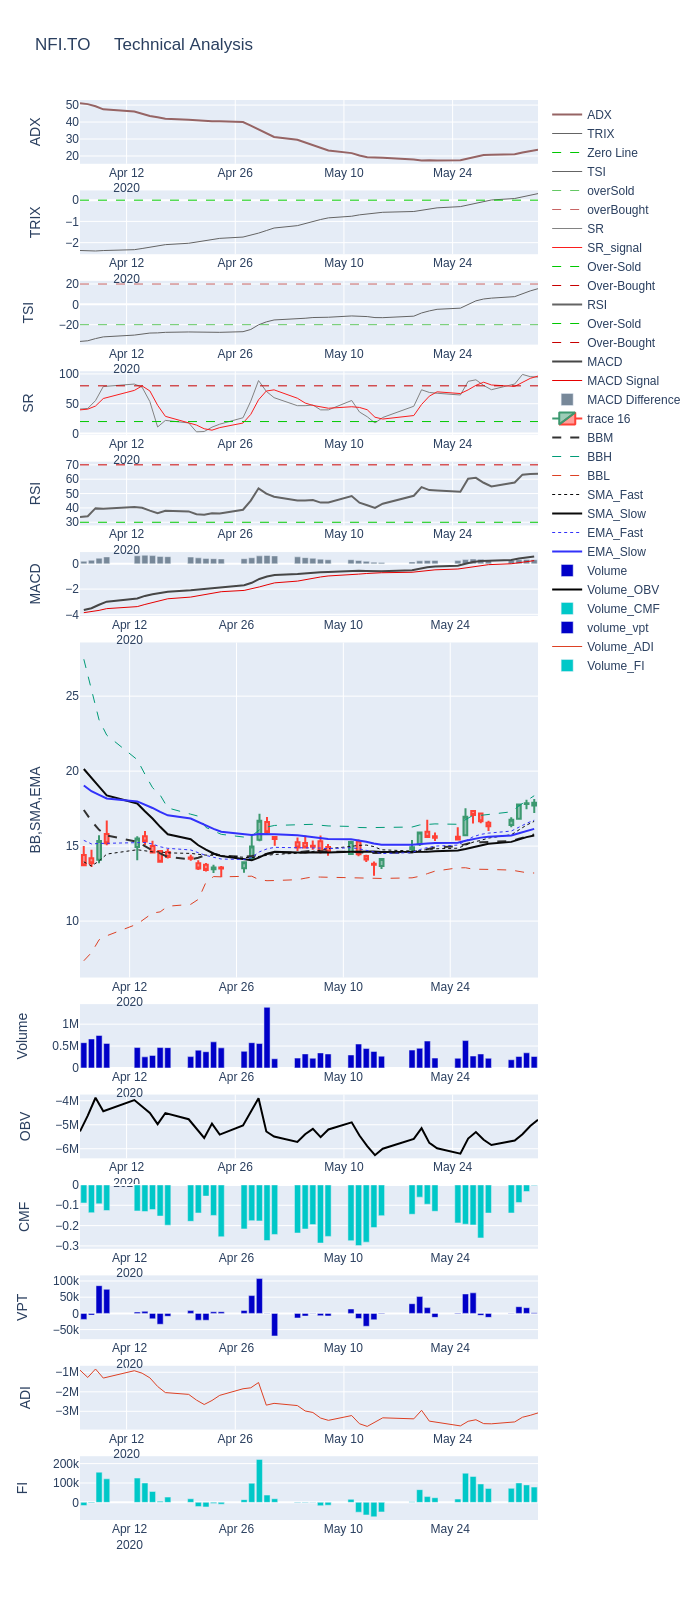 NFI.TO Technical Analysis
ADX
50
40
30
20
Apr 12
2020
Apr 26
May 10
May 24
TRIX
0
−1
−2
Apr 12
2020
Apr 26
May 10
May 24
TSI
20
0
−20
Apr 12
2020
Apr 26
May 10
May 24
SR
100
50
0
Apr 12
2020
Apr 26
May 10
May 24
RSI
70
60
50
40
30
Apr 12
2020
Apr 26
May 10
May 24
MACD
0
−2
−4
Apr 12
2020
Apr 26
May 10
May 24
BB,SMA,EMA
25
20
15
10
Apr 12
2020
Apr 26
May 10
May 24
Volume
1M
0.5M
0
Apr 12
2020
Apr 26
May 10
May 24
OBV
−4M
−5M
−6M
Apr 12
2020
Apr 26
May 10
May 24
CMF
0
−0.1
−0.2
−0.3
Apr 12
2020
Apr 26
May 10
May 24
VPT
100k
50k
0
−50k
Apr 12
2020
Apr 26
May 10
May 24
ADI
−1M
−2M
−3M
Apr 12
2020
Apr 26
May 10
May 24
FI
200k
100k
0
Apr 12
2020
Apr 26
May 10
May 24
ADX
TRIX
Zero Line
TSI
overSold
overBought
SR
SR_signal
Over-Sold
Over-Bought
RSI
Over-Sold
Over-Bought
MACD
MACD Signal
MACD Difference
trace 16
BBM
BBH
BBL
SMA_Fast
SMA_Slow
EMA_Fast
EMA_Slow
Volume
Volume_OBV
Volume_CMF
volume_vpt
Volume_ADI
Volume_FI